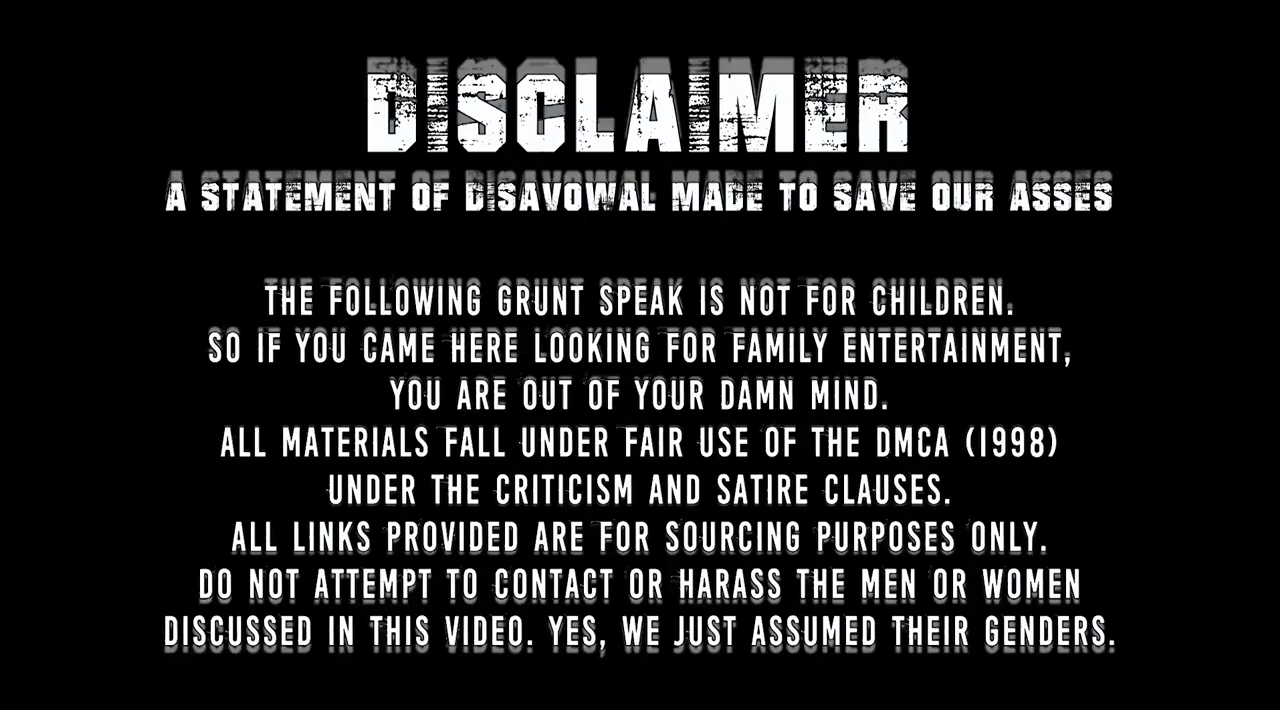 DISCLAIMER
A STATEMENT OF DISAVOWAL MADE TO SAVE OUR ASSES
THE FOLLOWING GRUNT SPEAK IS NOT FOR CHILDREN.
SO IF YOU CAME HERE LOOKING FOR FAMILY ENTERTAINMENT,
YOU ARE OUT OF YOUR DAMN MIND.
ALL MATERIALS FALL UNDER FAIR USE OF THE DMCA (1998)
UNDER THE CRITICISM AND SATIRE CLAUSES.
ALL LINKS PROVIDED ARE FOR SOURCING PURPOSES ONLY.
DO NOT ATTEMPT TO CONTACT OR HARASS THE MEN OR WOMEN
DISCUSSED IN THIS VIDEO. YES, WE JUST ASSUMED THEIR GENDERS.